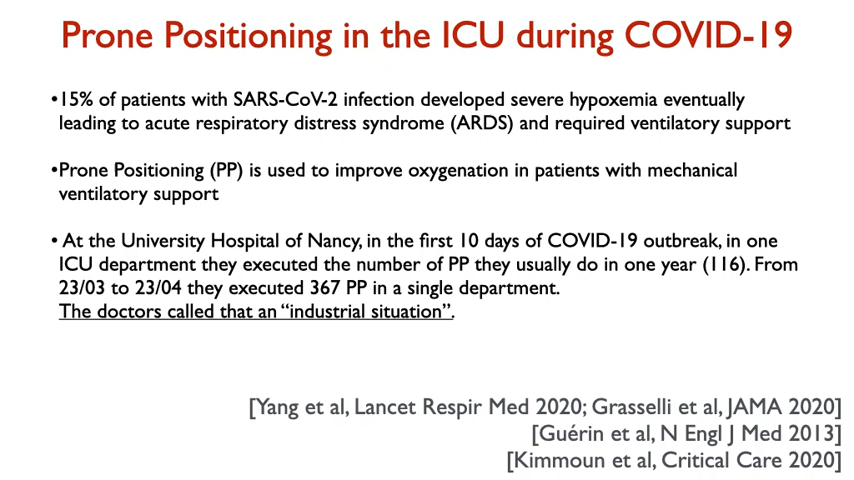 Prone Positioning in the ICU during COVID-19
•15% of patients with SARS-CoV-2 infection developed severe hypoxemia eventually
leading to acute respiratory distress syndrome (ARDS) and required ventilatory support
•Prone Positioning (PP) is used to improve oxygenation in patients with mechanical
ventilatory support
• At the University Hospital of Nancy, in the first 10 days of COVID-19 outbreak, in one
ICU department they executed the number of PP they usually do in one year (116). From
23/03 to 23/04 they executed 367 PP in a single department.
The doctors called that an “industrial situation”.
[Yang et al, Lancet Respir Med 2020; Grasselli et al, JAMA 2020]
[Guérin et al, N Engl J Med 2013]
[Kimmoun et al, Critical Care 2020]